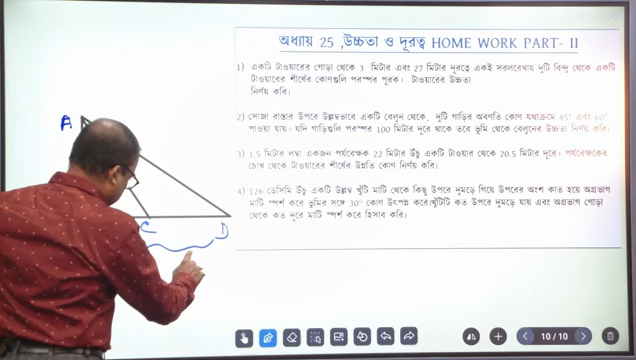 অধ্যায় 25 ,উচ্চতা ও দূরত্ব HOME WORK PART- II
1) একটি টাওয়ারের গোড়া থেকে 3 মিটার এবং 27 মিটার দূরত্বে একই সরলরেখায় দুটি বিন্দু থেকে একটি
টাওয়ারের শীর্ষের কোণগুলি পরস্পর পূরক। টাওয়ারের উচ্চতা
নির্ণয় করি।
2) সোজা রাস্তার উপরে উল্লম্বভাবে একটি বেলুন থেকে, দুটি গাড়ির অবণতি কোণ যথাক্রমে 45° এবং 60°
পাওয়া যায়। যদি গাড়িগুলি পরস্পর 100 মিটার দূরে থাকে তবে ভূমি থেকে বেলুনের উচ্চতা নির্ণয় করি।
3) 1.5 মিটার লম্বা একজন পর্যবেক্ষক 22 মিটার উঁচু একটি টাওয়ার থেকে 20.5 মিটার দূরে। পর্যবেক্ষকের
চোখ থেকে টাওয়ারের শীর্ষের উন্নতি কোণ নির্ণয় করি।
4) 126 ডেসিমি উঁচু একটি উল্লম্ব খুঁটি মাটি থেকে কিছু উপরে দুমড়ে গিয়ে উপরের অংশ কাত হয়ে অগ্রভাগ
মাটি স্পর্শ করে ভূমির সঙ্গে 30° কোণ উৎপন্ন করে।খুঁটিটি কত উপরে দুমড়ে যায় এবং অগ্রভাগ গোড়া
থেকে কত দূরে মাটি স্পর্শ করে হিসাব করি।
A
C D
10 / 10